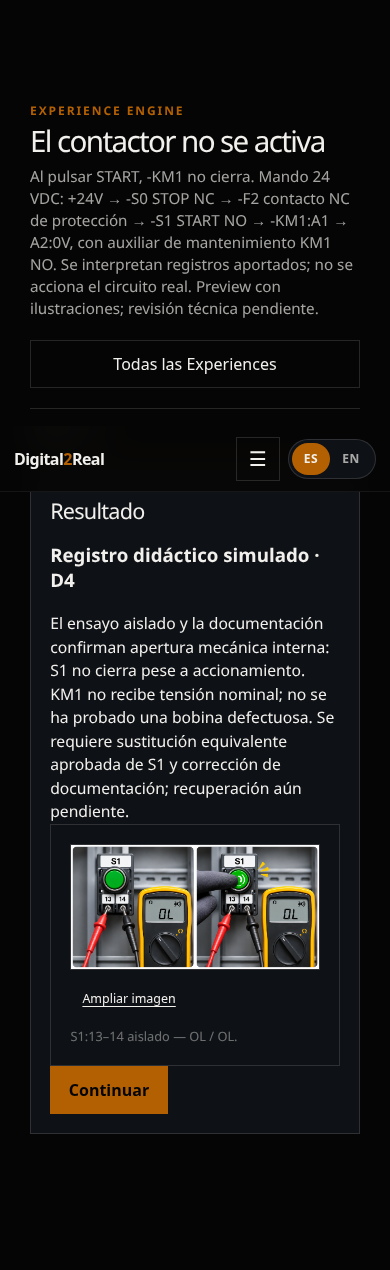 EXPERIENCE ENGINE
El contactor no se activa
Al pulsar START, -KM1 no cierra. Mando 24
VDC: +24V → -S0 STOP NC → -F2 contacto NC
de protección → -S1 START NO → -KM1:A1 →
A2:0V, con auxiliar de mantenimiento KM1
NO. Se interpretan registros aportados; no se
acciona el circuito real. Preview con
ilustraciones; revisión técnica pendiente.
Todas las Experiences
Digital2Real
☰
ES EN
Resultado
Registro didáctico simulado ·
D4
El ensayo aislado y la documentación
confirman apertura mecánica interna:
S1 no cierra pese a accionamiento.
KM1 no recibe tensión nominal; no se
ha probado una bobina defectuosa. Se
requiere sustitución equivalente
aprobada de S1 y corrección de
documentación; recuperación aún
pendiente.
S1 S1
13 14 OL 13 14 OL
Ampliar imagen
S1:13–14 aislado — OL / OL.
Continuar